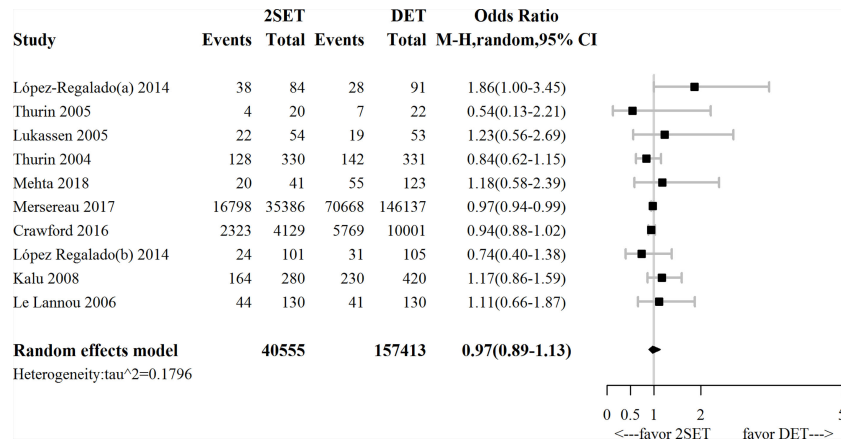 2SET DET Odds Ratio
Study Events Total Events Total M-H,random,95% CI
López-Regalado(a) 2014 38 84 28 91 1.86(1.00-3.45)
Thurin 2005 4 20 7 22 0.54(0.13-2.21)
Lukassen 2005 22 54 19 53 1.23(0.56-2.69)
Thurin 2004 128 330 142 331 0.84(0.62-1.15)
Mehta 2018 20 41 55 123 1.18(0.58-2.39)
Mersereau 2017 16798 35386 70668 146137 0.97(0.94-0.99)
Crawford 2016 2323 4129 5769 10001 0.94(0.88-1.02)
López Regalado(b) 2014 24 101 31 105 0.74(0.40-1.38)
Kalu 2008 164 280 230 420 1.17(0.86-1.59)
Le Lannou 2006 44 130 41 130 1.11(0.66-1.87)
Random effects model 40555 157413 0.97(0.89-1.13)
Heterogeneity:tau^2=0.1796
0 0.5 1 2 5
<---favor 2SET favor DET--->